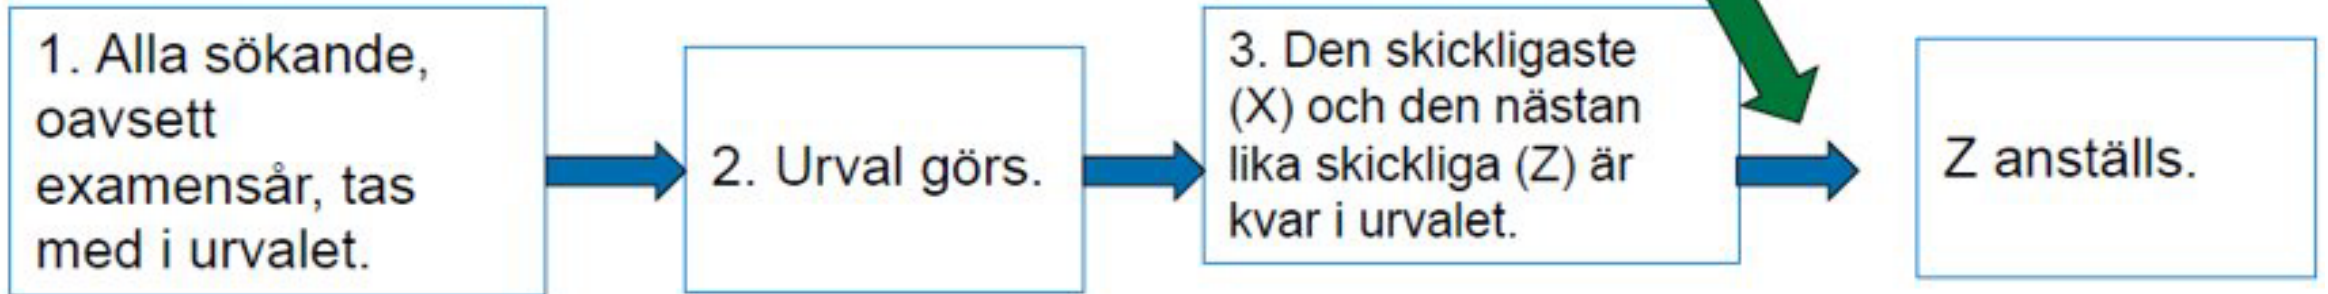 1. Alla sökande,
oavsett
examensår, tas
med i urvalet.
2. Urval görs.
3. Den skickligaste
(X) och den nästan
lika skickliga (Z) är
kvar i urvalet.
Z anställs.